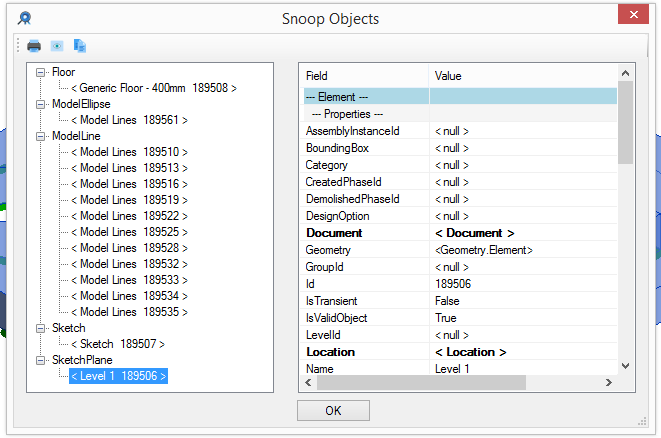 Snoop Objects
Floor
< Generic Floor - 400mm 189508 >
ModelEllipse
< Model Lines 189561 >
ModelLine
< Model Lines 189510 >
< Model Lines 189513 >
< Model Lines 189516 >
< Model Lines 189519 >
< Model Lines 189522 >
< Model Lines 189525 >
< Model Lines 189528 >
< Model Lines 189532 >
< Model Lines 189533 >
< Model Lines 189534 >
< Model Lines 189535 >
Sketch
< Sketch 189507 >
SketchPlane
< Level 1 189506 >
Field Value
--- Element ---
--- Properties ---
AssemblyInstanceId < null >
BoundingBox < null >
Category < null >
CreatedPhaseId < null >
DemolishedPhaseId < null >
DesignOption < null >
Document < Document >
Geometry <Geometry.Element>
GroupId < null >
Id 189506
IsTransient False
IsValidObject True
LevelId < null >
Location < Location >
Name Level 1
OK